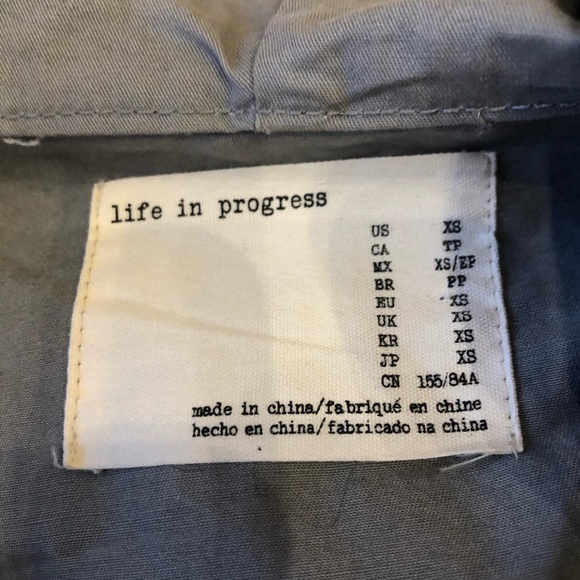 life in progress
US XS
CA TP
MX XS/EP
BR PP
EU XS
UK XS
KR XS
JP XS
CN 155/84A
made in china/fabriqué en chine
hecho en china/fabricado na china